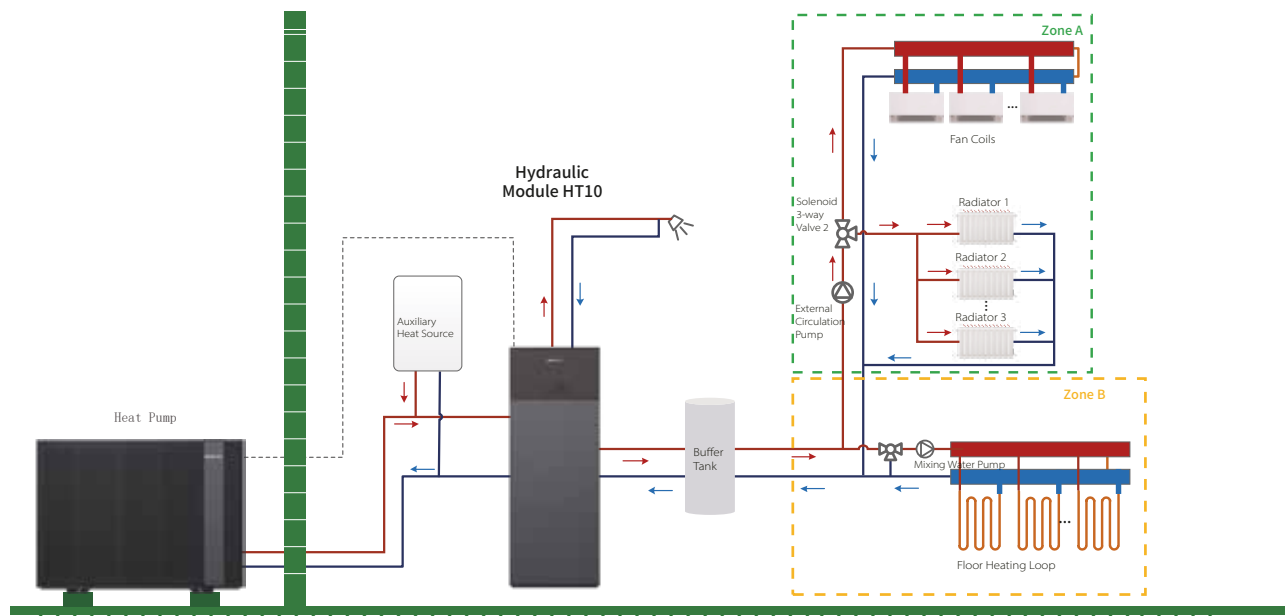 Zone A
Fan Coils
Hydraulic
Module HT10
Solenoid
3-way
Valve 2
Radiator 1
Radiator 2
Radiator 3
External
Circulation
Pump
Auxiliary
Heat Source
Zone B
Heat Pump
Buffer
Tank
Mixing Water Pump
Floor Heating Loop